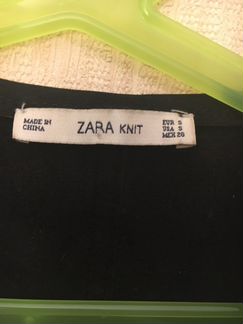 MADE IN
CHINA
ZARA KNIT
EUR S
USA S
MEX 26